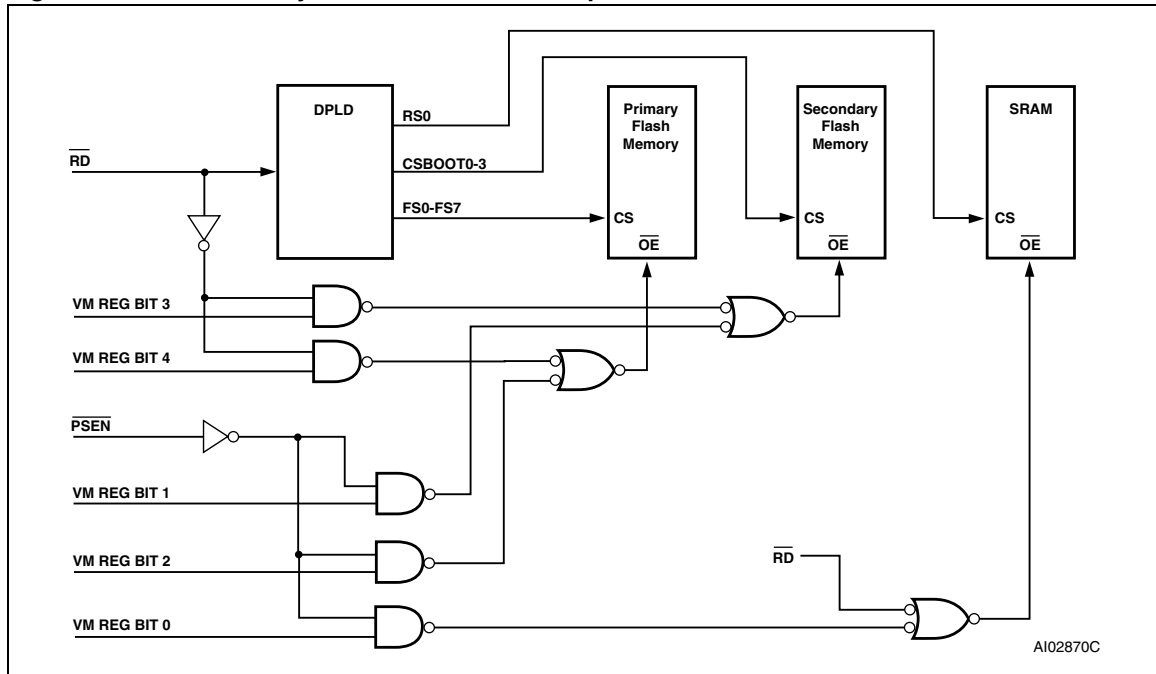 DPLD
Primary
Flash
Memory
Secondary
Flash
Memory
SRAM
RS0
RD
CSBOOT0-3
FS0-FS7
CS
CS
CS
OE
OE
OE
VM REG BIT 3
VM REG BIT 4
PSEN
VM REG BIT 1
VM REG BIT 2
RD
VM REG BIT 0
AI02870C